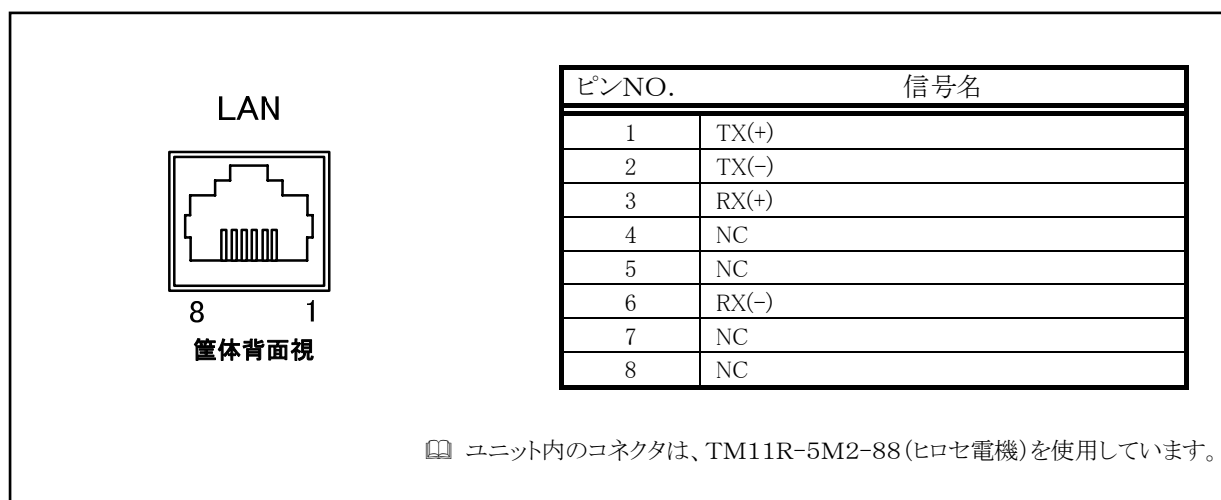 LAN
8 1
筐体背面視
ピンNO. 信号名
1 TX(+)
2 TX(-)
3 RX(+)
4 NC
5 NC
6 RX(-)
7 NC
8 NC
ユニット内のコネクタは、TM11R-5M2-88(ヒロセ電機)を使用しています。